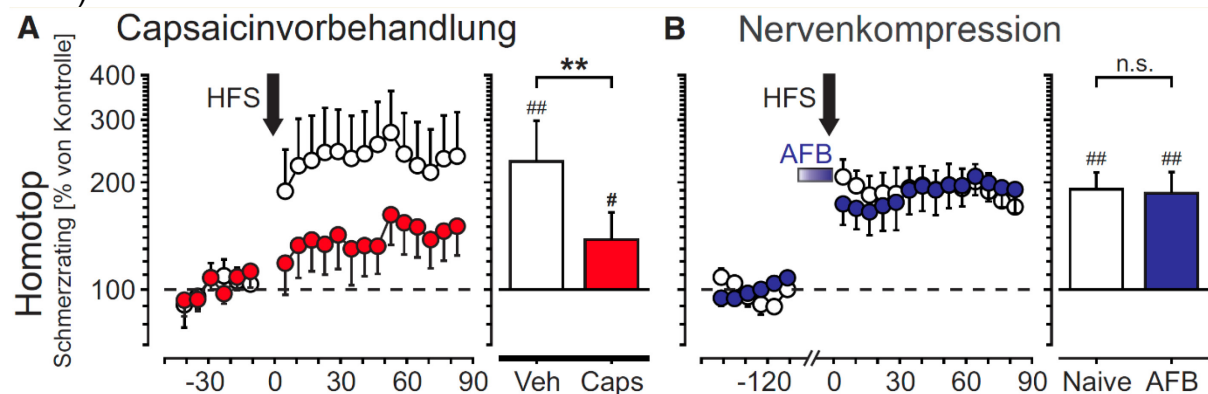 A Capsaicinvorbehandlung
B Nervenkompression
Homotop
Schmerzrating [% von Kontrolle]
400
300
200
100
HFS
**
##
#
HFS
AFB
n.s.
##
##
-30 0 30 60 90
Veh Caps
-120 0 30 60 90
Naive AFB